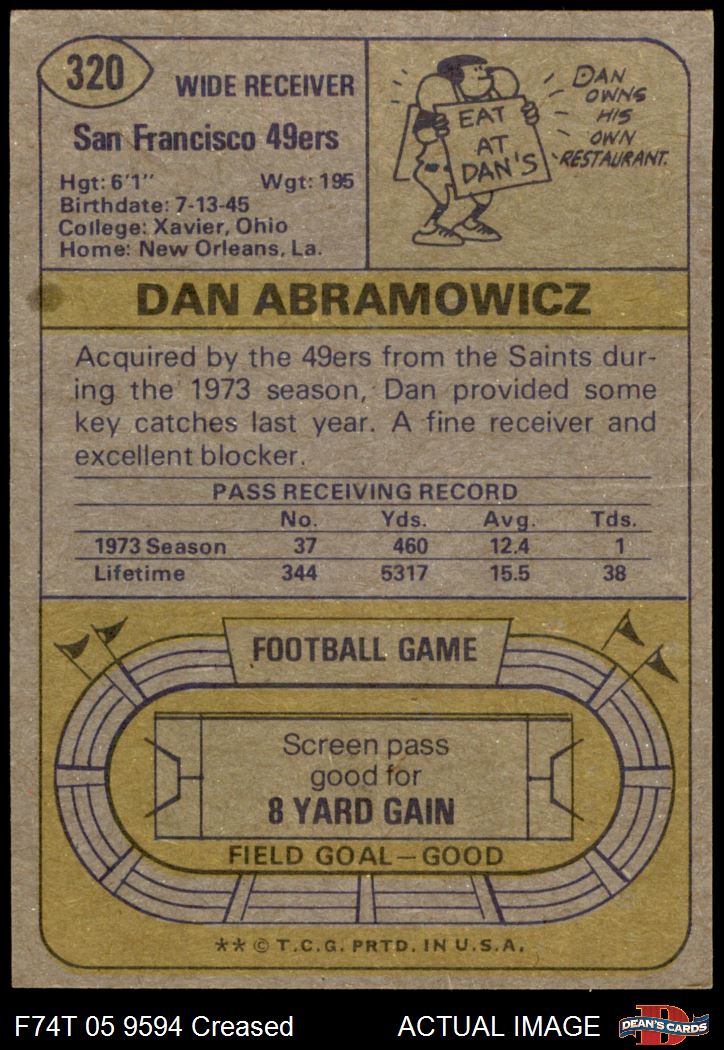 320
WIDE RECEIVER
San Francisco 49ers
Hgt: 6'1" Wgt: 195
Birthdate: 7-13-45
College: Xavier, Ohio
Home: New Orleans, La.
EAT
AT
DAN'S
DAN
OWNS
HIS
OWN
RESTAURANT.
DAN ABRAMOWICZ
Acquired by the 49ers from the Saints dur-
ing the 1973 season, Dan provided some
key catches last year. A fine receiver and
excellent blocker.
PASS RECEIVING RECORD
No. Yds. Avg. Tds.
1973 Season 37 460 12.4 1
Lifetime 344 5317 15.5 38
FOOTBALL GAME
Screen pass
good for
8 YARD GAIN
FIELD GOAL—GOOD
** © T.C.G. PRTD. IN U.S.A.
F74T 05 9594 Creased ACTUAL IMAGE
D
DEAN'S CARDS